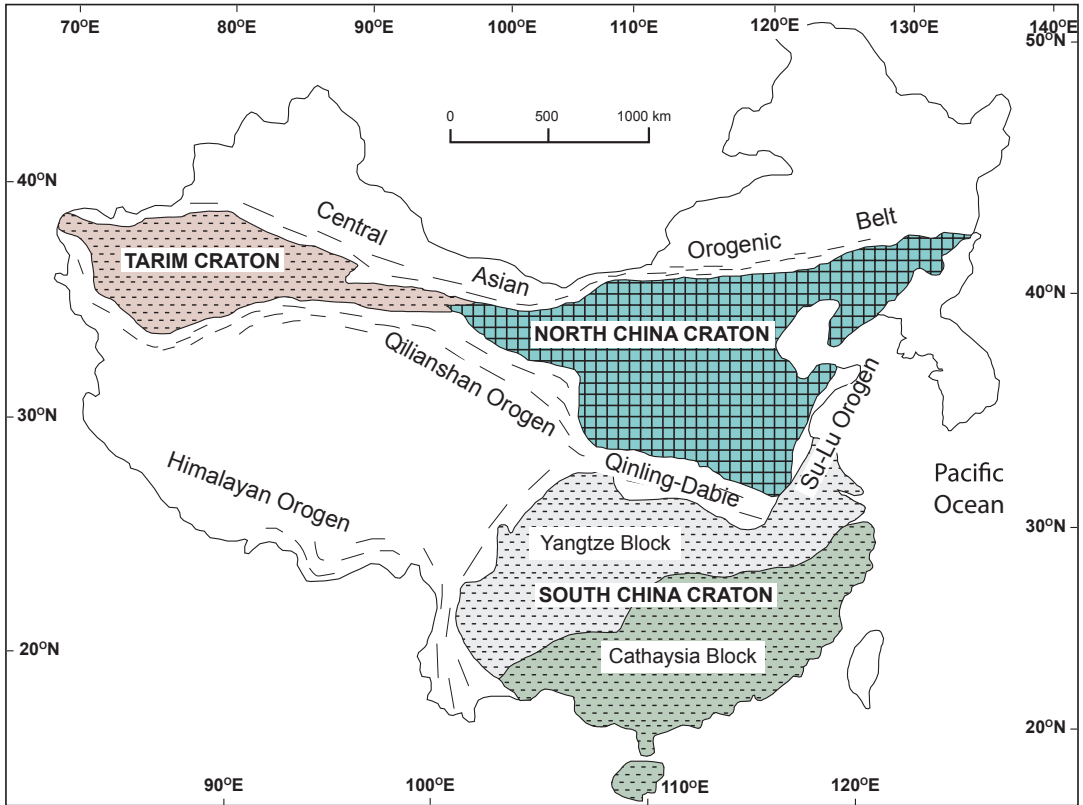 70°E 80°E 90°E 100°E 110°E 120°E 130°E 140°E
50°N
0 500 1000 km
40°N
Central
Asian
Orogenic
Belt
TARIM CRATON
40°N
NORTH CHINA CRATON
Qilianshan Orogen
30°N
Su-Lu Orogen
Qinling-Dabie
Himalayan Orogen
Pacific
Ocean
30°N
Yangtze Block
SOUTH CHINA CRATON
Cathaysia Block
20°N
20°N
90°E 100°E 110°E 120°E